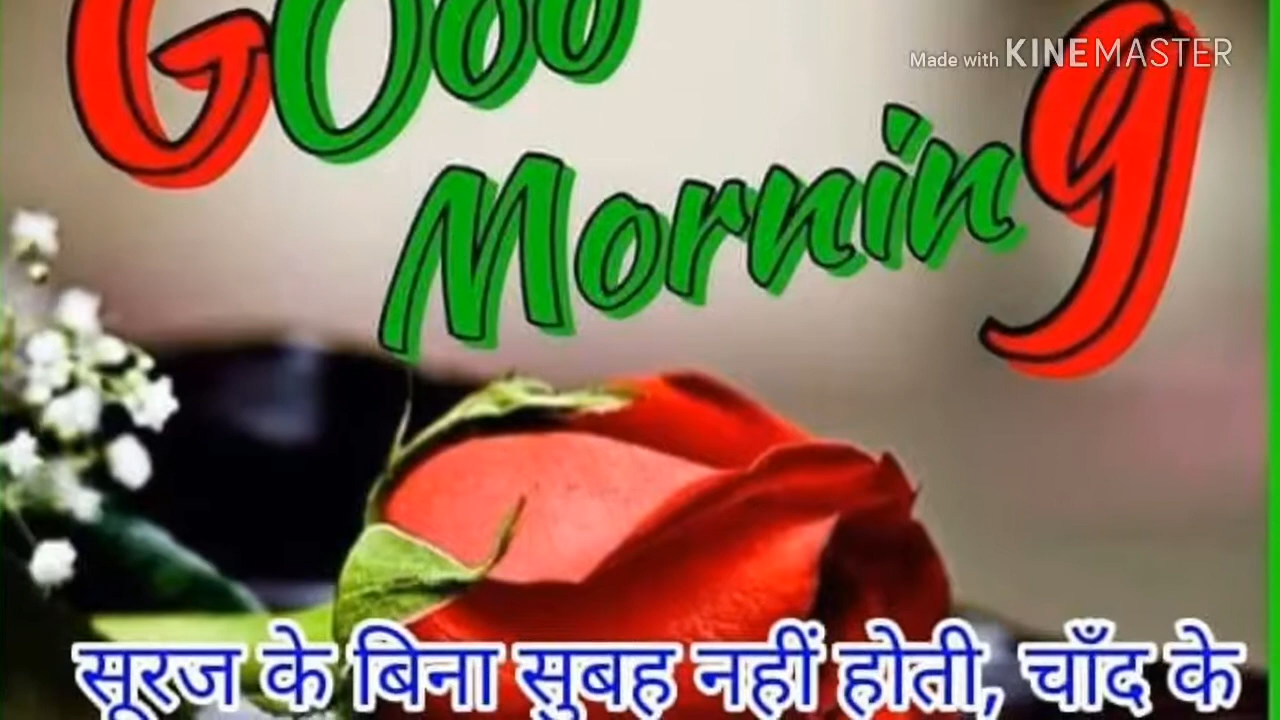 Good
Made with KINEMASTER
Morning
सूरज के बिना सुबह नहीं होती, चाँद के